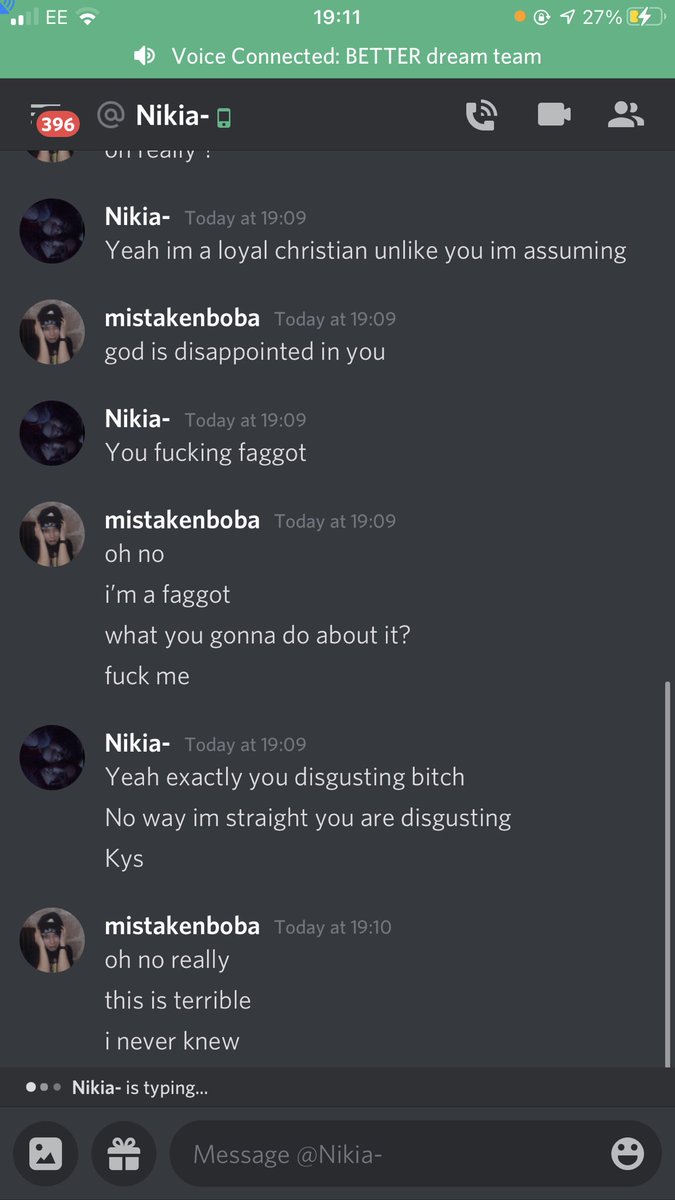 EE 19:11 27%
Voice Connected: BETTER dream team
396 @ Nikia-
oh really ?
Nikia- Today at 19:09
Yeah im a loyal christian unlike you im assuming
mistakenboba Today at 19:09
god is disappointed in you
Nikia- Today at 19:09
You fucking faggot
mistakenboba Today at 19:09
oh no
i’m a faggot
what you gonna do about it?
fuck me
Nikia- Today at 19:09
Yeah exactly you disgusting bitch
No way im straight you are disgusting
Kys
mistakenboba Today at 19:10
oh no really
this is terrible
i never knew
Nikia- is typing...
Message @Nikia-